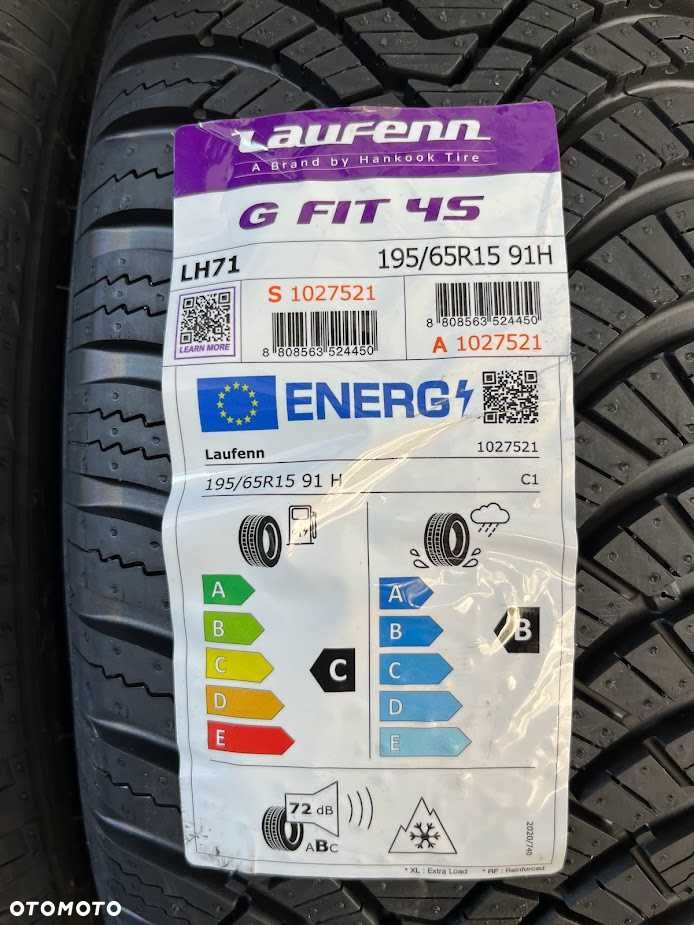 Laufenn
A Brand by Hankook Tire
G FIT 4S
LH71
195/65R15 91H
LEARN MORE
S 1027521
8 808563 524450
8 808563 524450
A 1027521
ENERG
Laufenn
1027521
195/65R15 91 H
C1
A
B
C
D
E
C
A
B
C
D
E
B
72 dB
ABC
2020/740
* XL : Extra Load
* RF : Reinforced
OTOMOTO